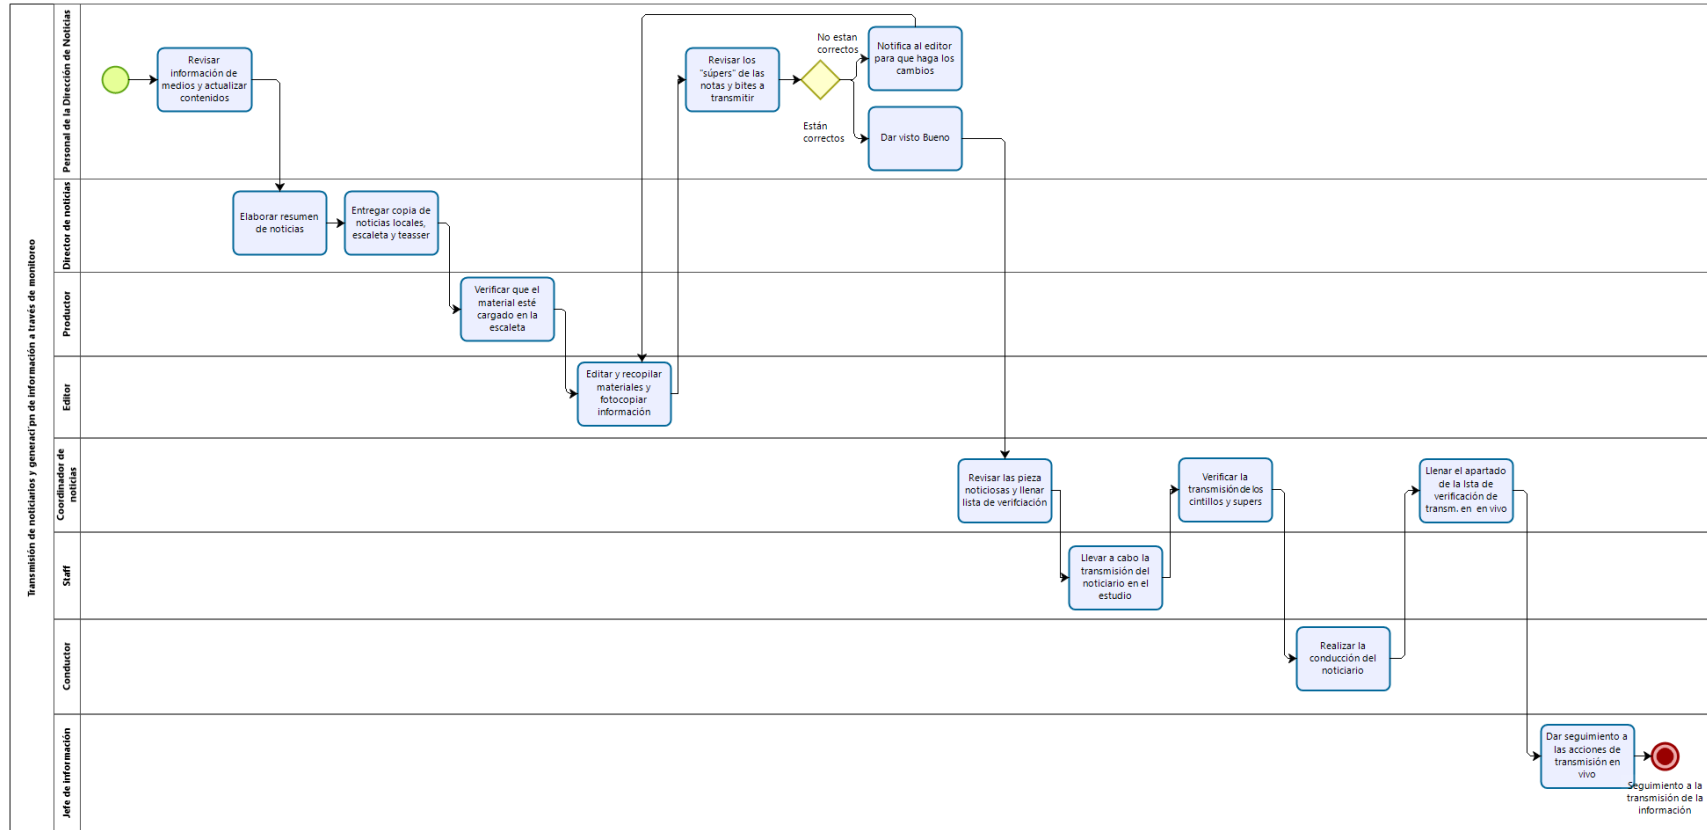 Transmisión de noticiarios y generaci´pn de información a través de monitoreo
Personal de la Dirección de Noticias
Revisar
información de
medios y actualizar
contenidos
Revisar los
"súpers" de las
notas y bites a
transmitir
No estan
correctos
Notifica al editor
para que haga los
cambios
Están
correctos
Dar visto Bueno
Director de noticias
Elaborar resumen
de noticias
Entregar copia de
noticias locales,
escaleta y teasser
Productor
Verificar que el
material esté
cargado en la
escaleta
Editor
Editar y recopilar
materiales y
fotocopiar
información
Coordinador de
noticias
Revisar las pieza
noticiosas y llenar
lista de verifciación
Verificar la
transmisión de los
cintillos y supers
Llenar el apartado
de la lsta de
verificación de
transm. en en vivo
Staff
Llevar a cabo la
transmisión del
noticiario en el
estudio
Conductor
Realizar la
conducción del
noticiario
Jefe de información
Dar seguimiento a
las acciones de
transmisión en
vivo
Seguimiento a la
transmisión de la
información